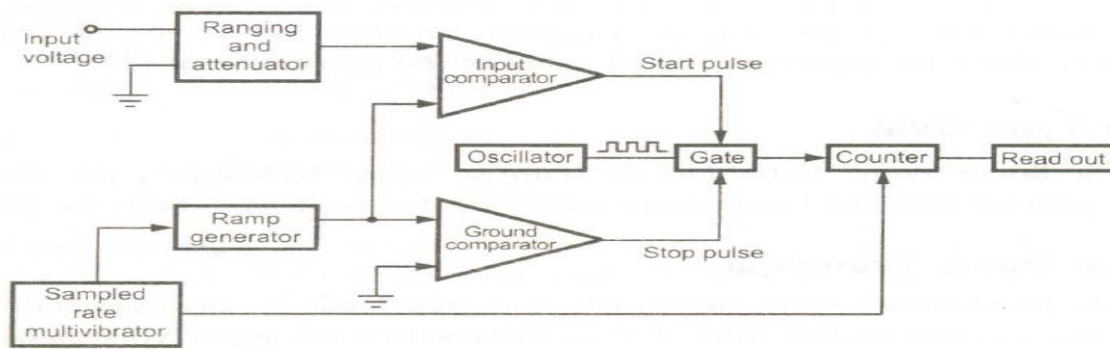 Input
voltage
Ranging
and
attenuator
Input
comparator
Start pulse
Oscillator
Gate
Counter
Read out
Ramp
generator
Ground
comparator
Stop pulse
Sampled
rate
multivibrator